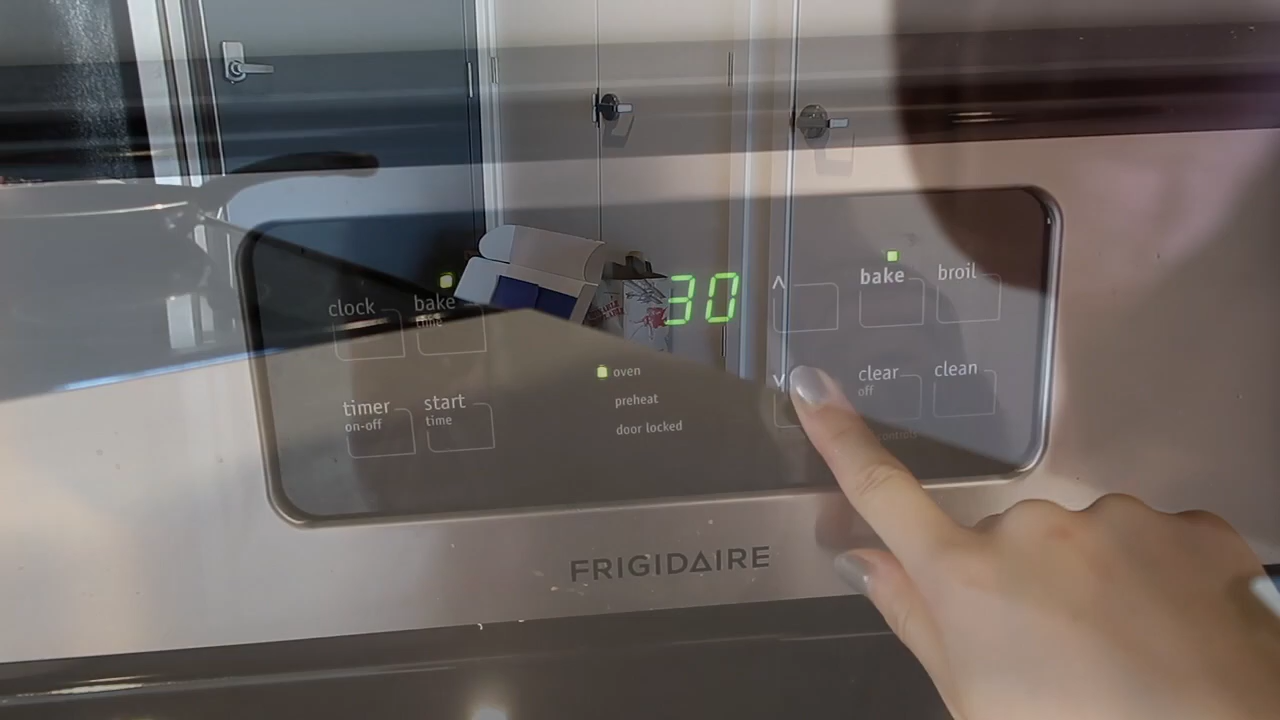 30
clock
bake
time
bake
broil
oven
preheat
door locked
timer
on-off
start
time
clear
off
clean
controls
FRIGIDAIRE